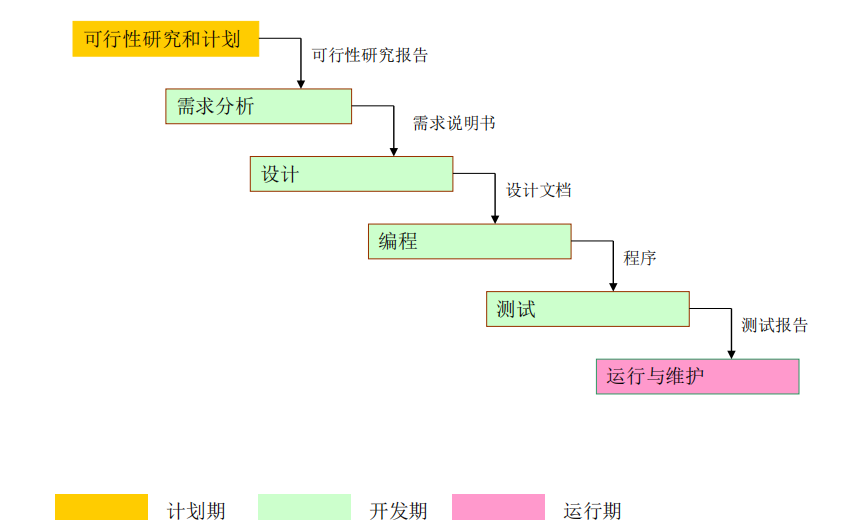 可行性研究和计划
可行性研究报告
需求分析
需求说明书
设计
设计文档
编程
程序
测试
测试报告
运行与维护
计划期
开发期
运行期